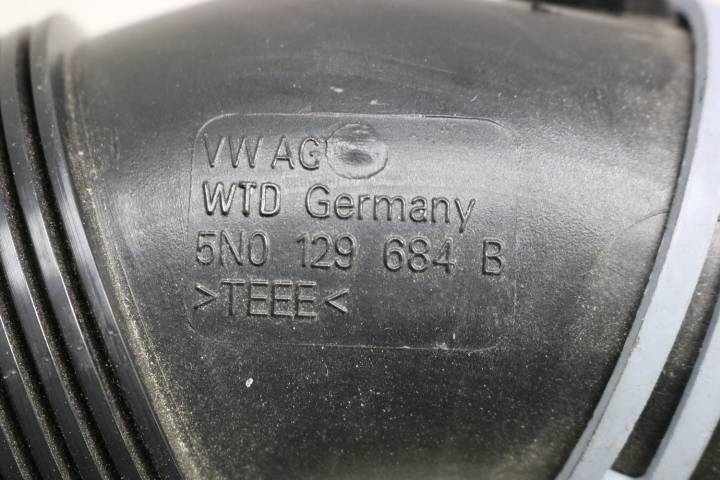 VW AG
WTD Germany
5N0 129 684 B
>TEEE<